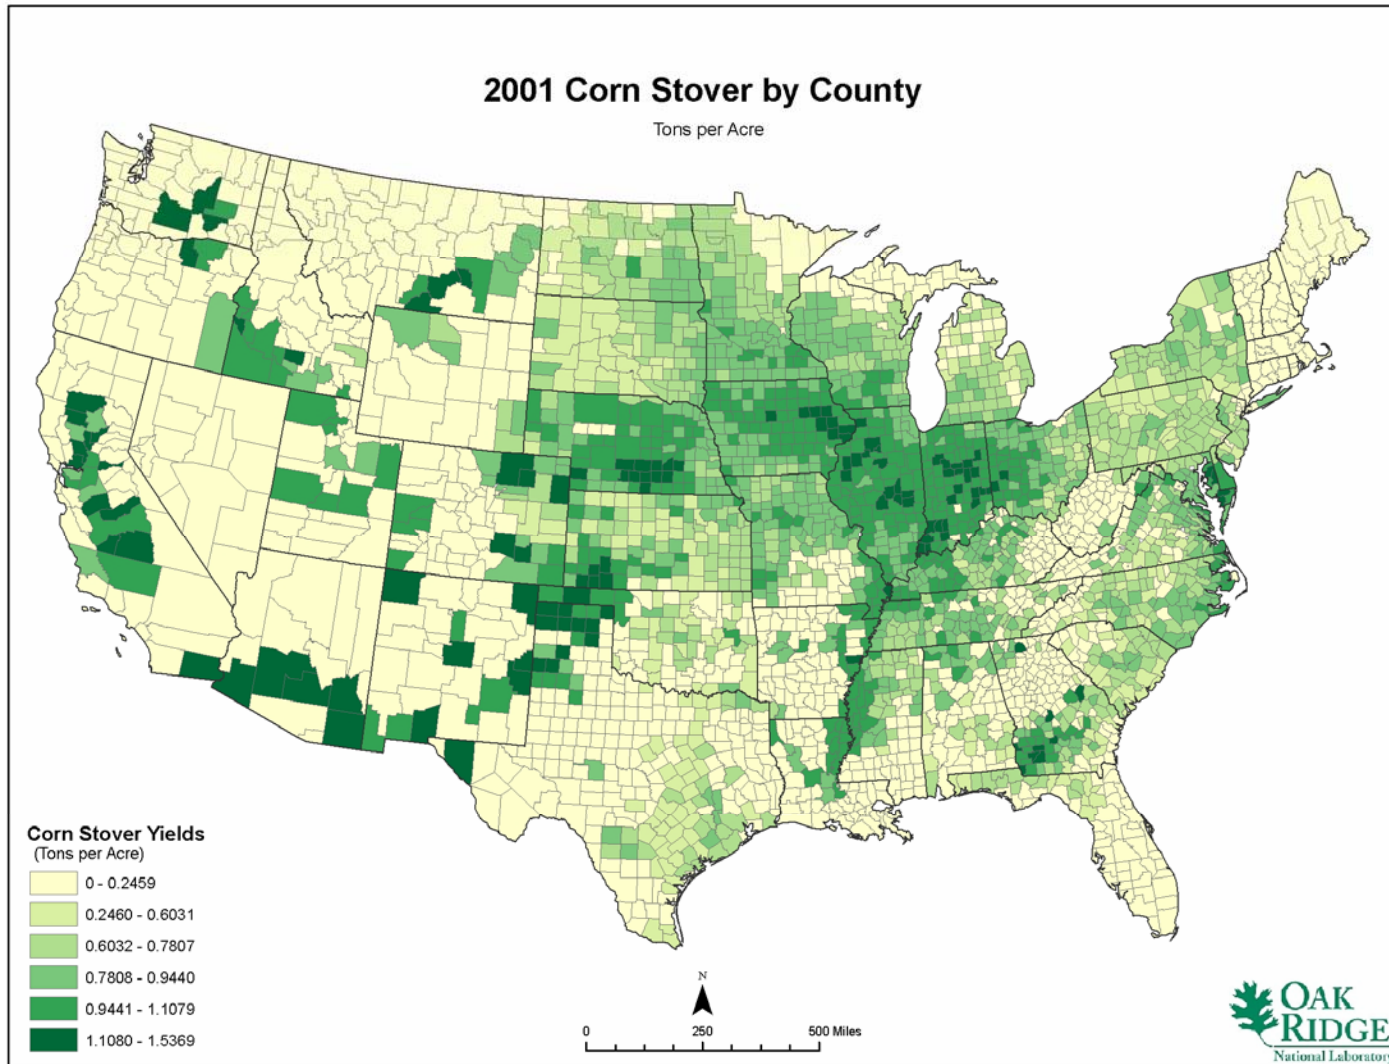 2001 Corn Stover by County
Tons per Acre
Corn Stover Yields
(Tons per Acre)
0 - 0.2459
0.2460 - 0.6031
0.6032 - 0.7807
0.7808 - 0.9440
0.9441 - 1.1079
1.1080 - 1.5369
N
0 250 500 Miles
OAK
RIDGE
National Laboratory